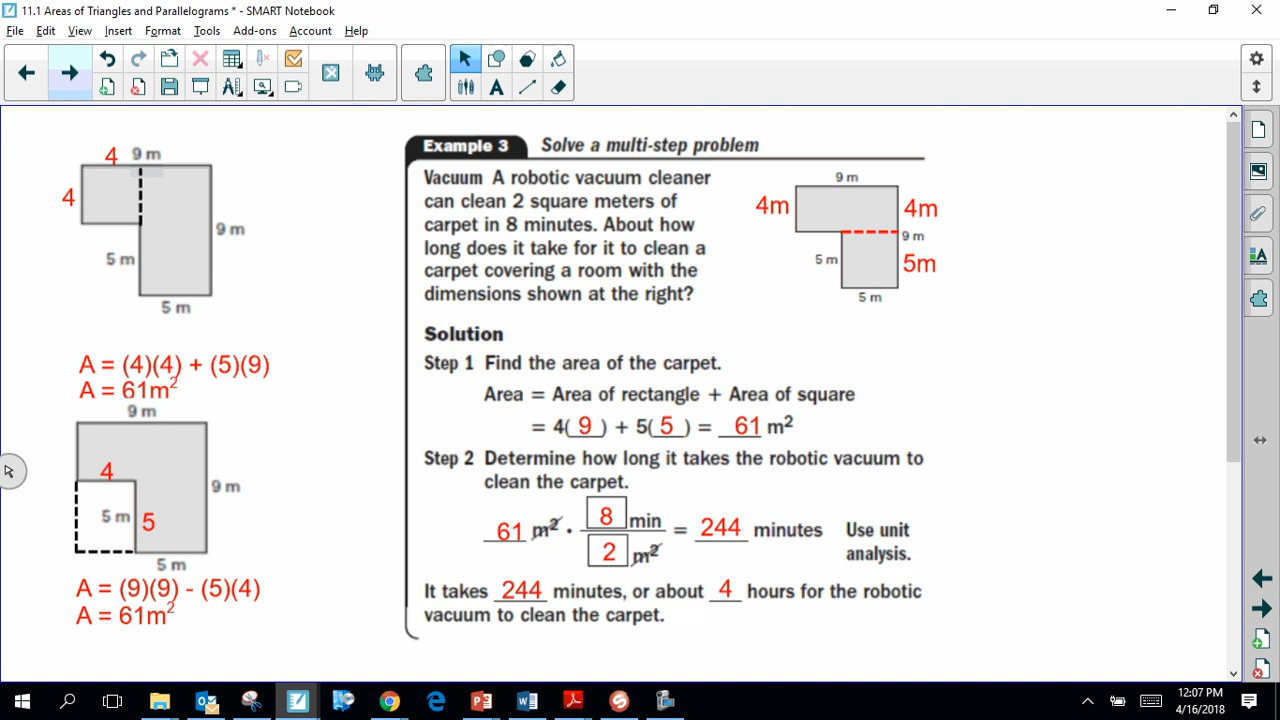 11.1 Areas of Triangles and Parallelograms * - SMART Notebook
File Edit View Insert Format Tools Add-ons Account Help
4 9 m
4
9 m
5 m
5 m
A = (4)(4) + (5)(9)
A = 61m²
9 m
4
9 m
5 m 5
5 m
A = (9)(9) - (5)(4)
A = 61m²
Example 3 Solve a multi-step problem
Vacuum A robotic vacuum cleaner
can clean 2 square meters of
carpet in 8 minutes. About how
long does it take for it to clean a
carpet covering a room with the
dimensions shown at the right?
9 m
4m 4m
9 m
5 m 5m
5 m
Solution
Step 1 Find the area of the carpet.
Area = Area of rectangle + Area of square
= 4( 9 ) + 5( 5 ) = 61 m²
Step 2 Determine how long it takes the robotic vacuum to
clean the carpet.
61 m² · 8 min / 2 m² = 244 minutes Use unit
analysis.
It takes 244 minutes, or about 4 hours for the robotic
vacuum to clean the carpet.
12:07 PM
4/16/2018